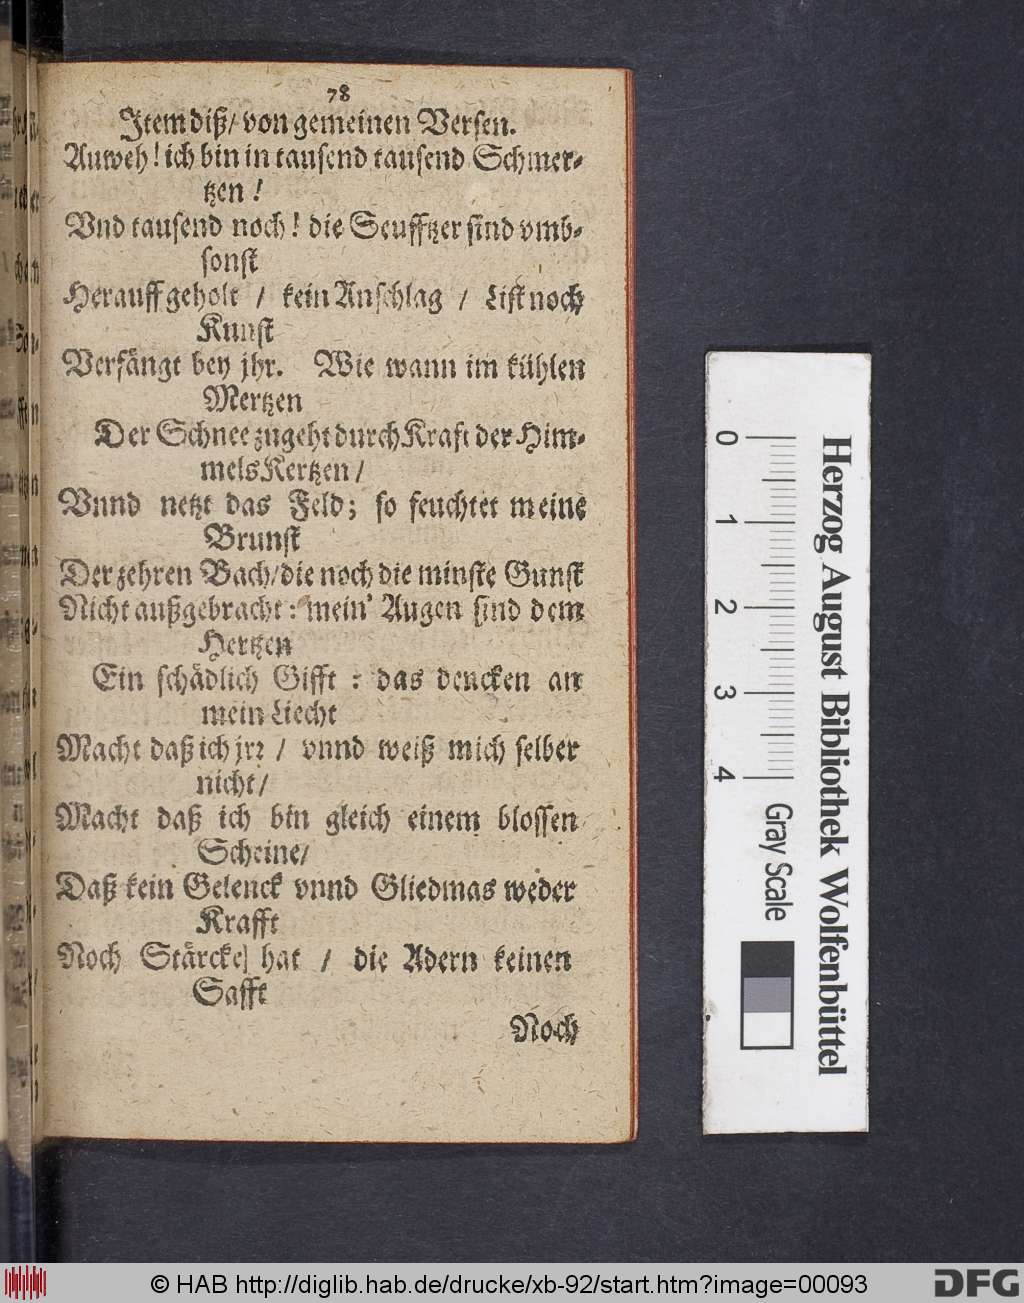 78
Item diß/ von gemeinen Versen.
Auweh! ich bin in tausend tausend Schmer-
tzen!
Vnd tausend noch! die Seufftzer sind vmb-
sonst
Herauff geholt / kein Anschlag / List noch
Kunst
Verfängt bey jhr. Wie wann im kühlen
Mertzen
Der Schnee zugeht durch Kraft der Him-
mels Kertzen /
Vnnd netzt das Feld; so feuchtet meine
Brunst
Der zehren Bach/ die noch die minste Gunst
Nicht außgebracht: mein' Augen sind dem
Hertzen
Ein schädlich Gifft: das dencken an
mein Liecht
Macht daß ich jrr / vnnd weiß mich selber
nicht/
Macht daß ich bin gleich einem blossen
Scheine/
Daß kein Gelenck vnnd Gliedmas weder
Krafft
Noch Stärcke] hat / die Adern keinen
Safft
Noch
0 1 2 3 4
Gray Scale
Herzog August Bibliothek Wolfenbüttel
© HAB http://diglib.hab.de/drucke/xb-92/start.htm?image=00093
DFG